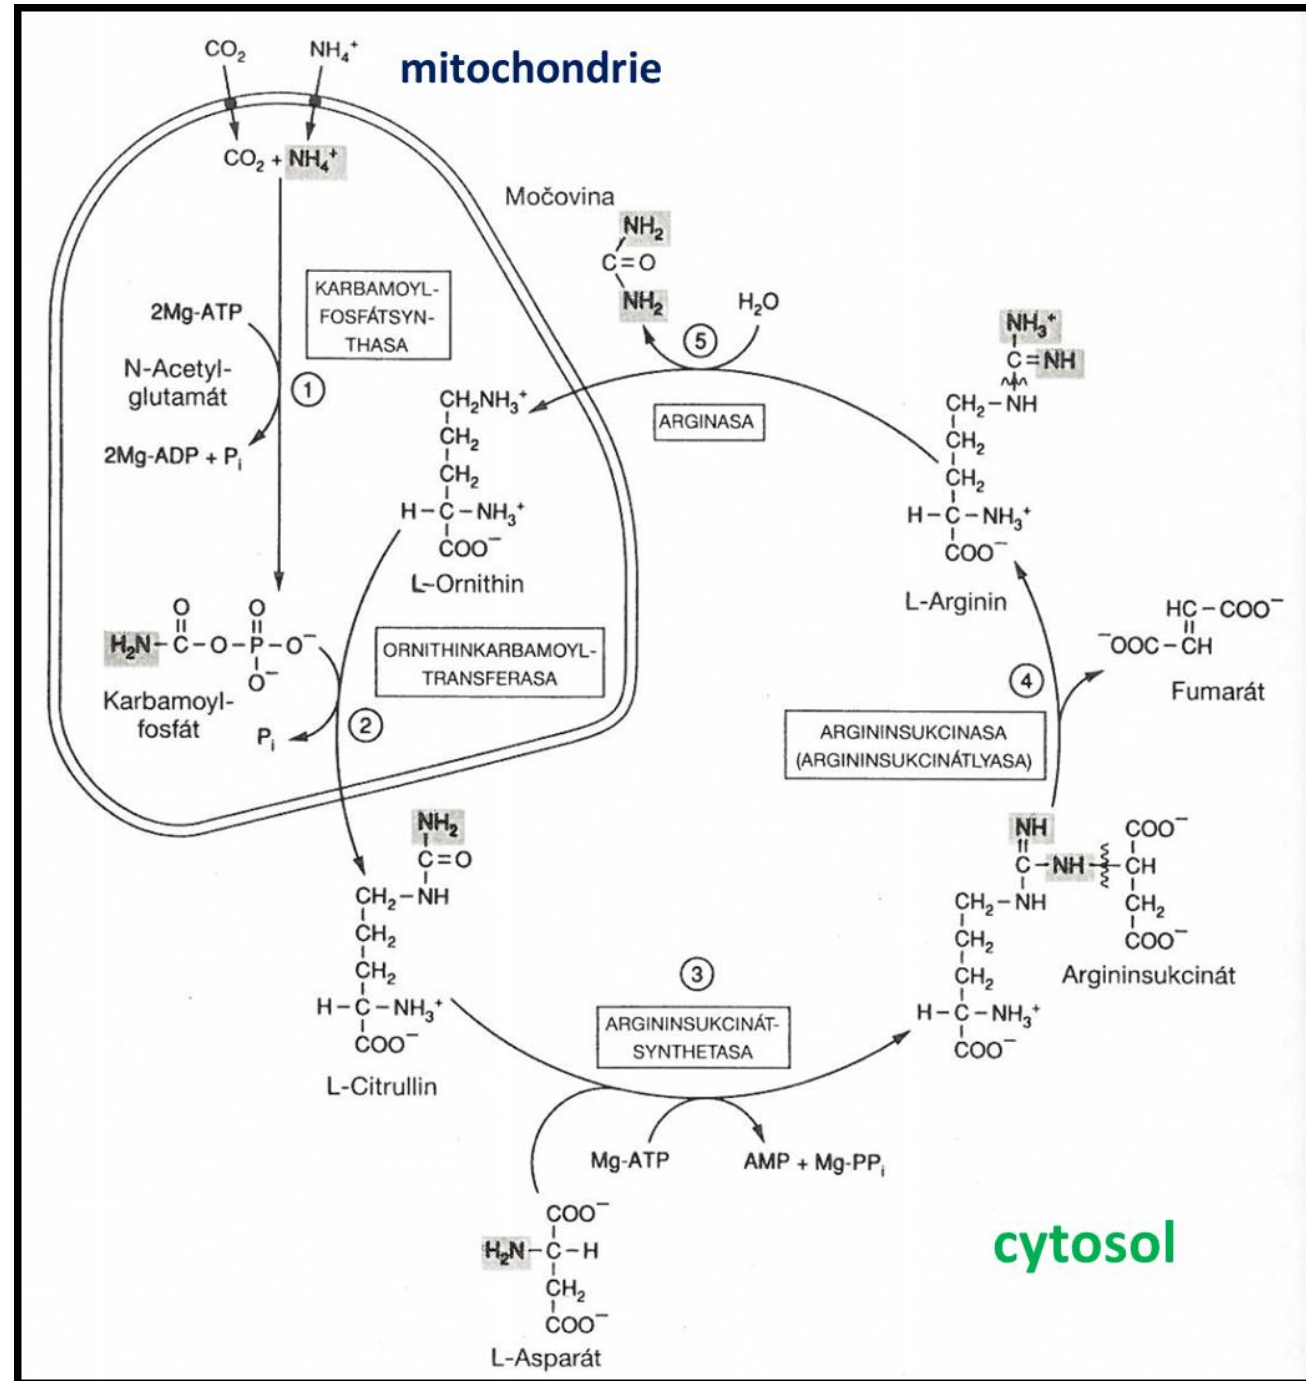 CO₂ NH₄⁺
mitochondrie
CO₂ + NH₄⁺
Močovina
NH₂
C=O
NH₂
H₂O
KARBAMOYL-
FOSFÁTSYN-
THASA
2Mg-ATP
N-Acetyl-
glutamát
1
2Mg-ADP + Pᵢ
5
ARGINASA
NH₃⁺
C=NH
CH₂-NH
CH₂
CH₂
H-C-NH₃⁺
COO⁻
L-Arginin
CH₂NH₃⁺
CH₂
CH₂
H-C-NH₃⁺
COO⁻
L-Ornithin
O O
H₂N-C-O-P-O⁻
O⁻
Karbamoyl-
fosfát
Pᵢ
2
ORNITHINKARBAMOYL-
TRANSFERASA
HC-COO⁻
⁻OOC-CH
Fumarát
4
ARGININSUKCINASA
(ARGININSUKCINÁTLYASA)
NH₂
C=O
CH₂-NH
CH₂
CH₂
H-C-NH₃⁺
COO⁻
L-Citrullin
NH COO⁻
C-NH-CH
CH₂-NH CH₂
CH₂ COO⁻
CH₂
H-C-NH₃⁺
COO⁻
Argininsukcinát
3
ARGININSUKCINÁT-
SYNTHETASA
Mg-ATP AMP + Mg-PPᵢ
COO⁻
H₂N-C-H
CH₂
COO⁻
L-Asparát
cytosol